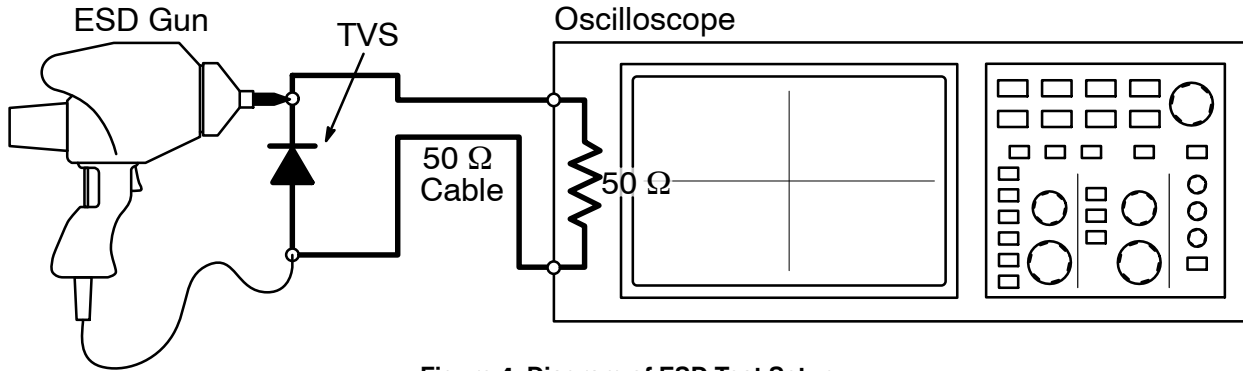 ESD Gun
TVS
Oscilloscope
50 Ω
Cable
50 Ω